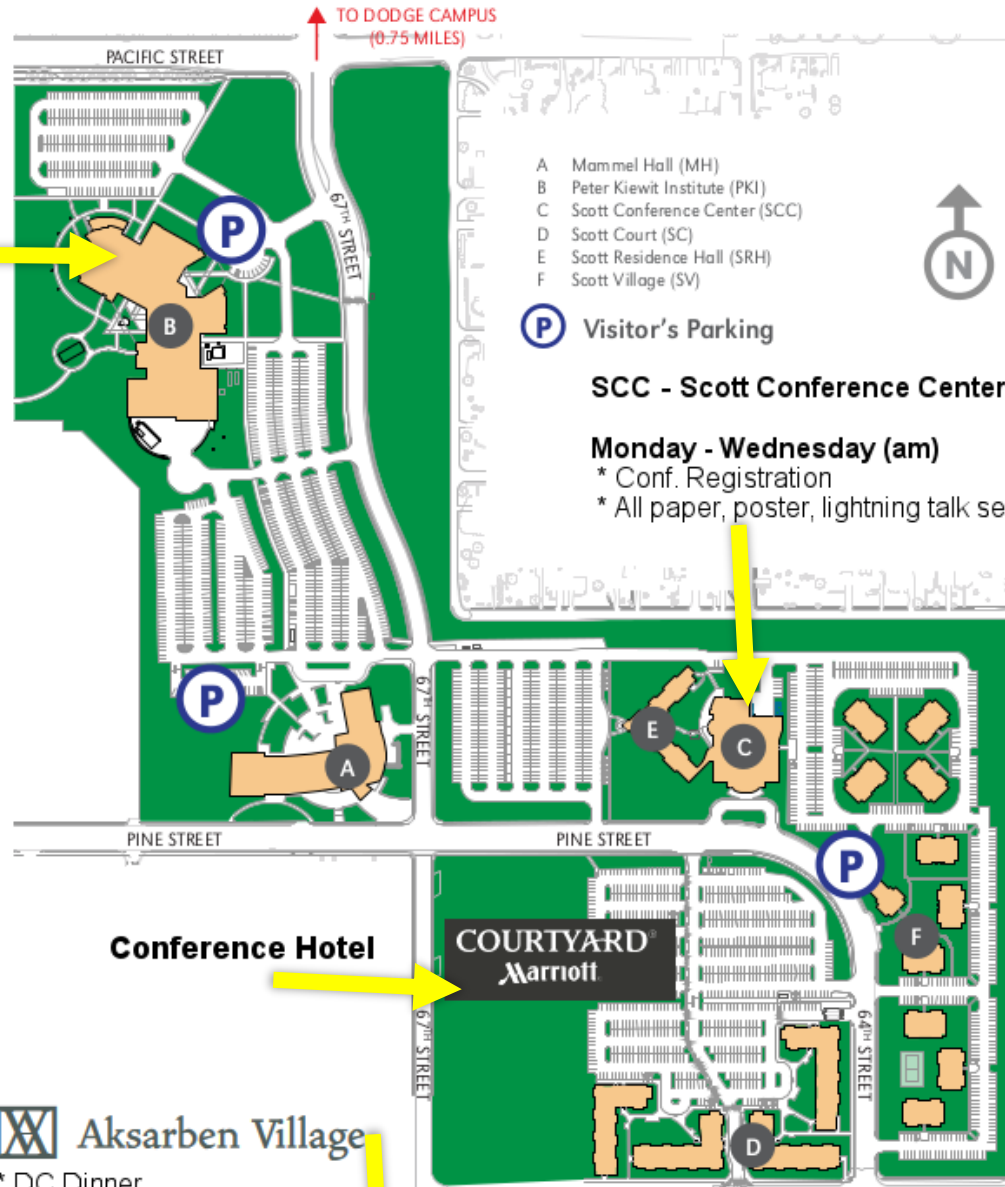 TO DODGE CAMPUS
(0.75 MILES)
PACIFIC STREET
A Mammel Hall (MH)
B Peter Kiewit Institute (PKI)
C Scott Conference Center (SCC)
D Scott Court (SC)
E Scott Residence Hall (SRH)
F Scott Village (SV)
N
P Visitor's Parking
P
67TH STREET
B
SCC - Scott Conference Center
Monday - Wednesday (am)
* Conf. Registration
* All paper, poster, lightning talk se
P
67TH STREET
A
E
C
PINE STREET
PINE STREET
P
F
Conference Hotel
COURTYARD®
Marriott
67TH STREET
64TH STREET
Aksarben Village
D
* DC Dinner